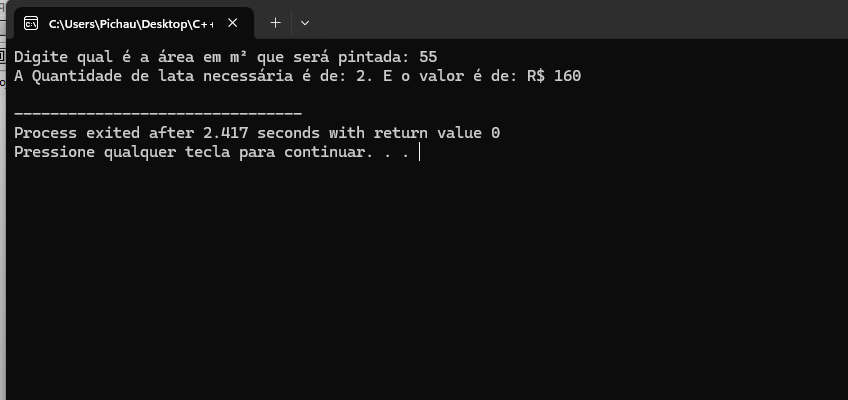 C:\Users\Pichau\Desktop\C++
Digite qual é a área em m² que será pintada: 55
A Quantidade de lata necessária é de: 2. E o valor é de: R$ 160
--------------------------------
Process exited after 2.417 seconds with return value 0
Pressione qualquer tecla para continuar. . .